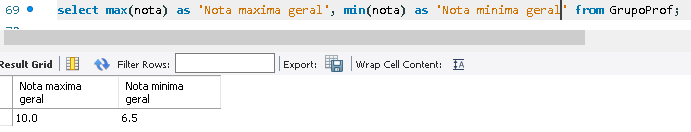 69 select max(nota) as 'Nota maxima geral', min(nota) as 'Nota minima geral' from GrupoProf;
Result Grid Filter Rows: Export: Wrap Cell Content: IA
Nota maxima geral Nota minima geral
10.0 6.5